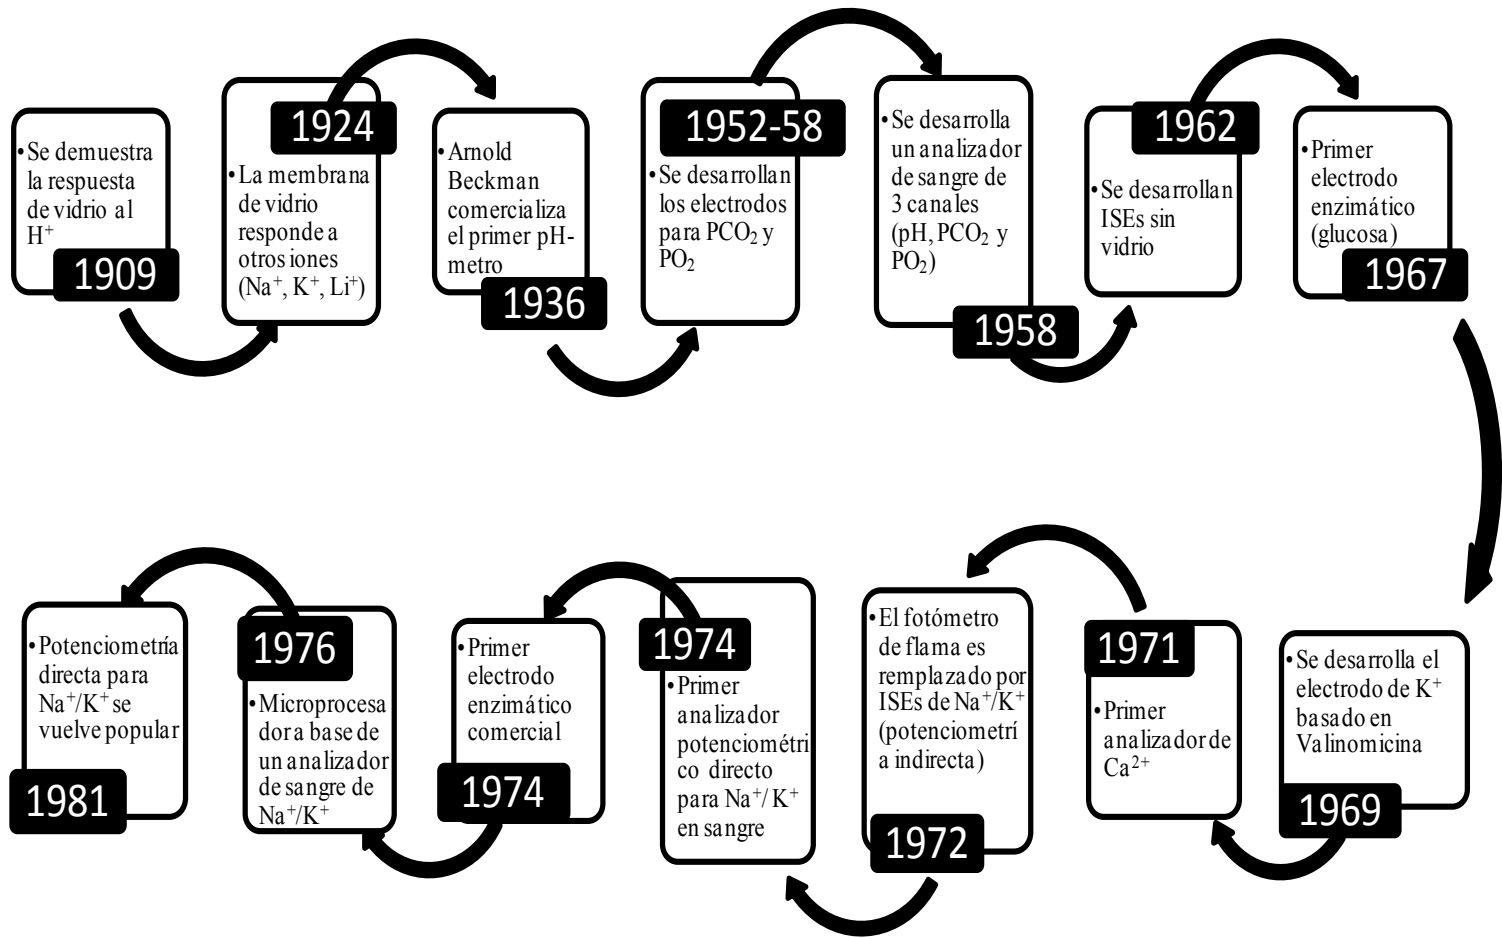 • Se demuestra
la respuesta
de vidrio al
H⁺
1909
1924
• La membrana
de vidrio
responde a
otros iones
(Na⁺, K⁺, Li⁺)
• Arnold
Beckman
comercializa
el primer pH-
metro
1936
1952-58
• Se desarrollan
los electrodos
para PCO₂ y
PO₂
• Se desarrolla
un analizador
de sangre de
3 canales
(pH, PCO₂ y
PO₂)
1958
1962
• Se desarrollan
ISEs sin
vidrio
• Primer
electrodo
enzimático
(glucosa)
1967
• Se desarrolla el
electrodo de K⁺
basado en
Valinomicina
1969
1971
• Primer
analizador de
Ca²⁺
• El fotómetro
de flama es
remplazado por
ISEs de Na⁺/K⁺
(potenciometrí
a indirecta)
1972
1974
• Primer
analizador
potenciométri
co directo
para Na⁺/K⁺
en sangre
• Primer
electrodo
enzimático
comercial
1974
1976
• Microprocesa
dor a base de
un analizador
de sangre de
Na⁺/K⁺
• Potenciometría
directa para
Na⁺/K⁺ se
vuelve popular
1981